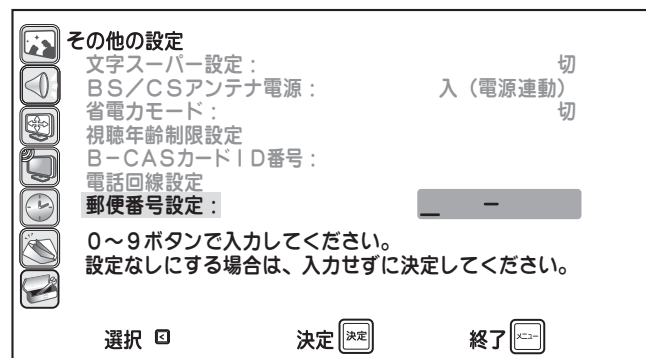 その他の設定
文字スーパー設定： 切
BS／CSアンテナ電源： 入（電源連動）
省電力モード： 切
視聴年齢制限設定
B－CASカードID番号：
電話回線設定
郵便番号設定： _ －
0～9ボタンで入力してください。
設定なしにする場合は、入力せずに決定してください。
選択 決定 決定 終了 メニュー